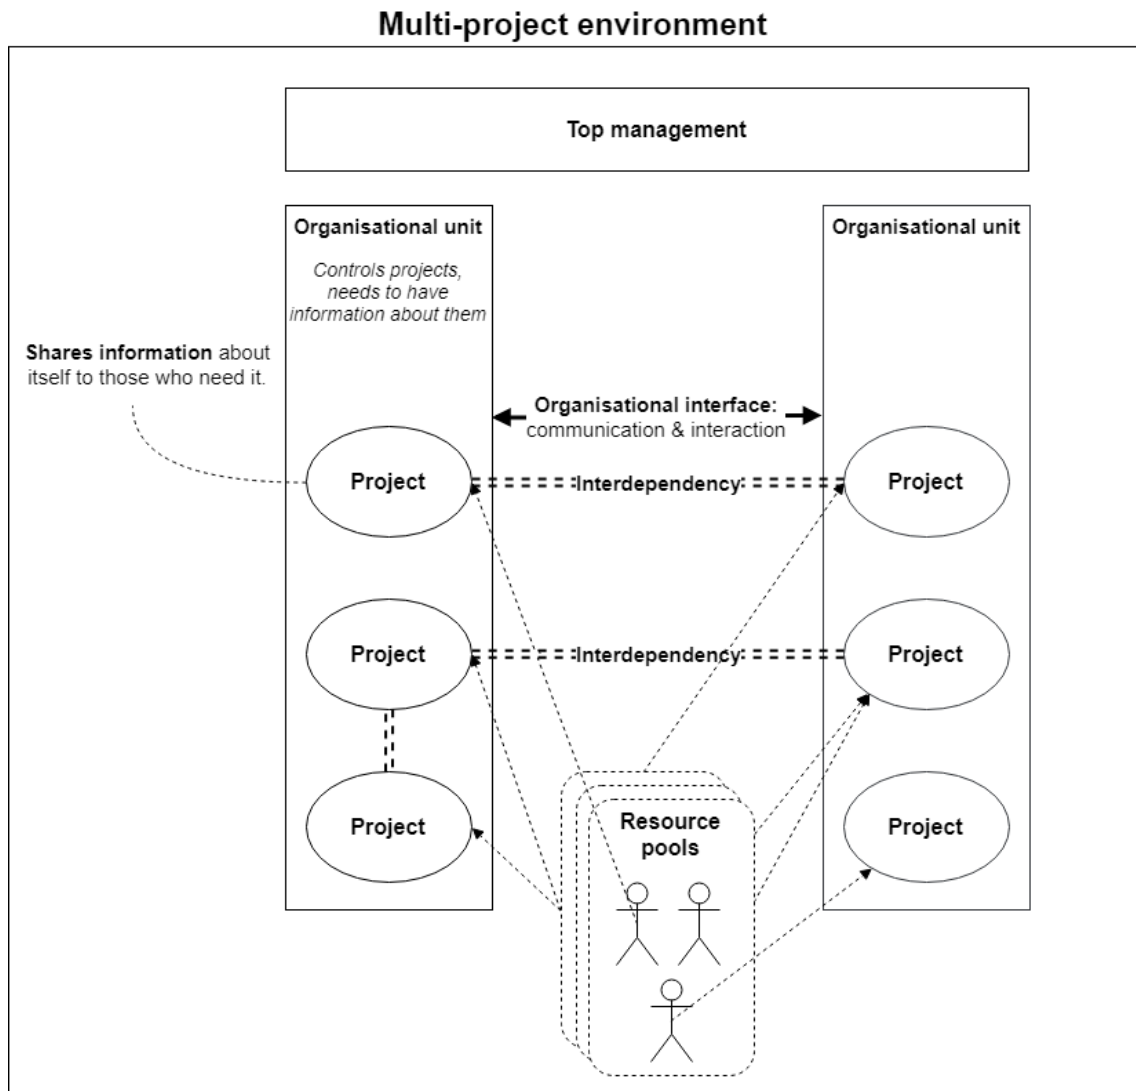 Multi-project environment
Top management
Organisational unit
Controls projects,
needs to have
information about them
Organisational unit
Shares information about
itself to those who need it.
Organisational interface:
communication & interaction
Project
Interdependency
Project
Project
Interdependency
Project
Project
Resource
pools
Project